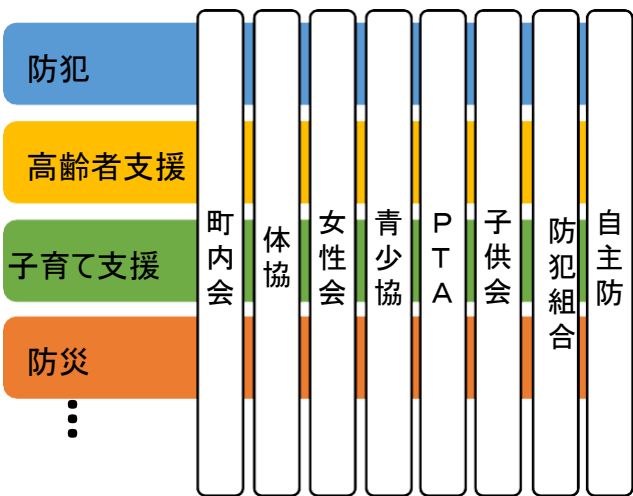 防犯
高齢者支援
子育て支援
防災
町内会
体協
女性会
青少協
PTA
子供会
防犯組合
自主防